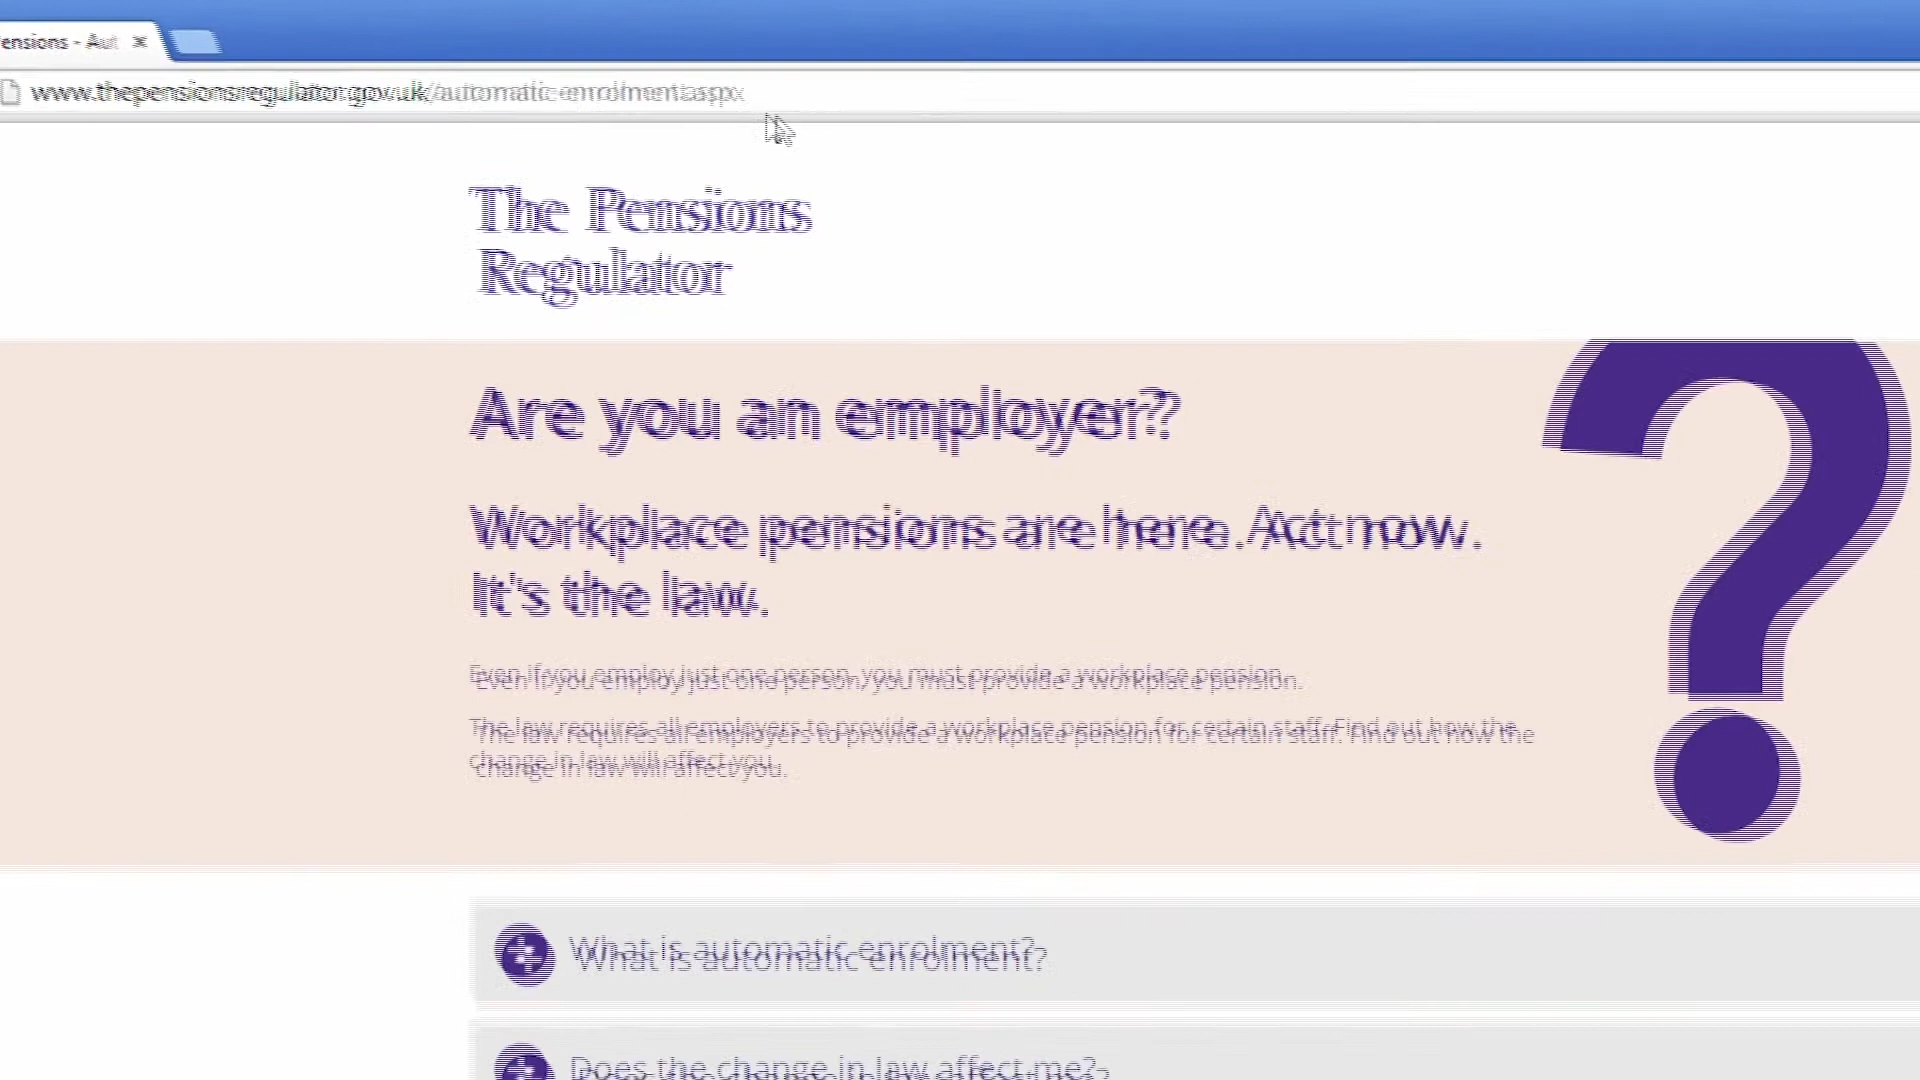 ensions - Aut
www.thepensionsregulator.gov.uk/automatic-enrolment.aspx
The Pensions
Regulator
Are you an employer?
Workplace pensions are here. Act now.
It's the law.
Even if you employ just one person, you must provide a workplace pension.
The law requires all employers to provide a workplace pension for certain staff. Find out how the
change in law will affect you.
What is automatic enrolment?
Does the change in law affect me?